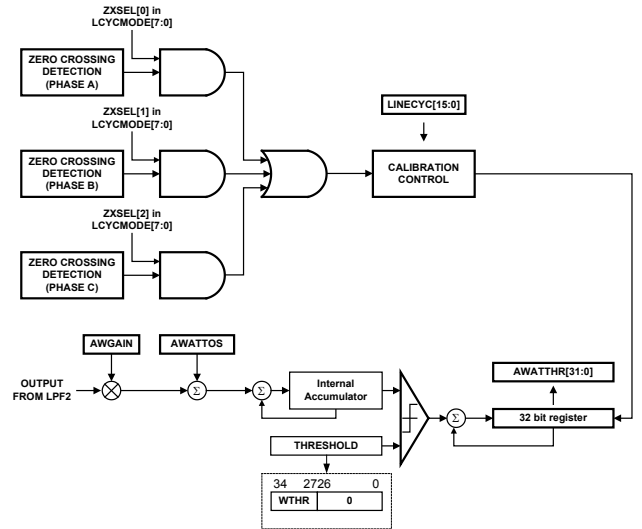 ZXSEL[0] in
LCYCMODE[7:0]
ZERO CROSSING
DETECTION
(PHASE A)
ZXSEL[1] in
LCYCMODE[7:0]
ZERO CROSSING
DETECTION
(PHASE B)
ZXSEL[2] in
LCYCMODE[7:0]
ZERO CROSSING
DETECTION
(PHASE C)
LINECYC[15:0]
CALIBRATION
CONTROL
AWGAIN
AWATTOS
OUTPUT
FROM LPF2
Σ
Σ
Internal
Accumulator
THRESHOLD
34 2726 0
WTHR 0
Σ
AWATTHR[31:0]
32 bit register